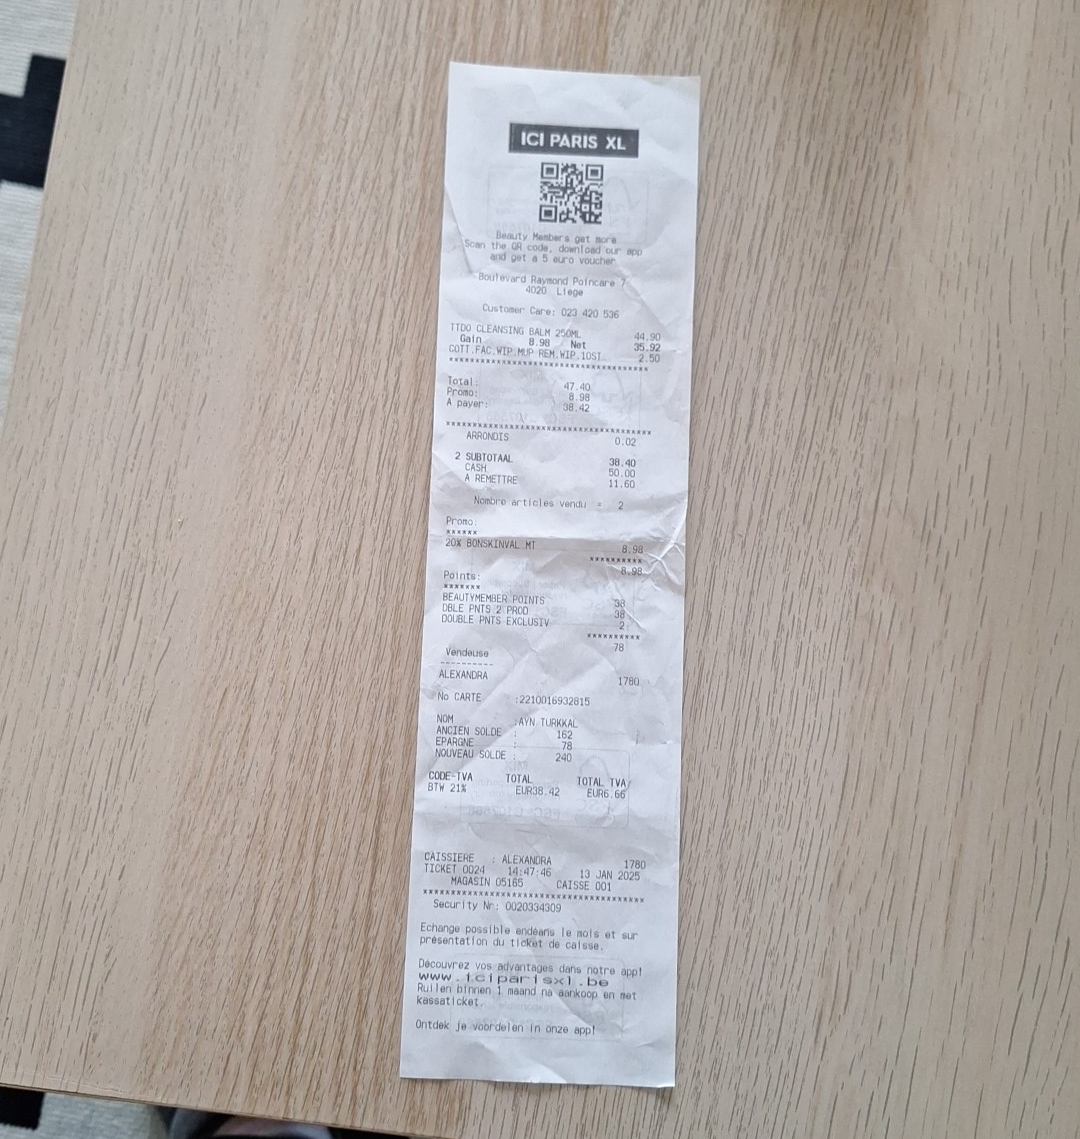 ICI PARIS XL
Beauty Members get more
Scan the QR code, download our app
and get a 5 euro voucher
Boulevard Raymond Poincare 7
4020 Liege
Customer Care: 023 420 536
TTDO CLEANSING BALM 250ML 44.90
Gain 8.98 Net 35.92
COTT.FAC.WIP.MUP REM.WIP.10ST 2.50
****************************************
Total: 47.40
Promo: 8.98
A payer: 38.42
****************************************
ARRONDIS 0.02
2 SUBTOTAAL 38.40
CASH 50.00
A REMETTRE 11.60
Nombre articles vendu = 2
Promo:
******
20% BONSKINVAL MT 8.98
**********
8.98
Points:
*******
BEAUTYMEMBER POINTS 38
DBLE PNTS 2 PROD 38
DOUBLE PNTS EXCLUSIV 2
**********
78
Vendeuse
----------
ALEXANDRA 1780
No CARTE :2210016932815
NOM :AYN TURKKAL
ANCIEN SOLDE : 162
EPARGNE : 78
NOUVEAU SOLDE : 240
CODE-TVA TOTAL TOTAL TVA
BTW 21% EUR38.42 EUR6.66
CAISSIERE : ALEXANDRA 1780
TICKET 0024 14:47:46 13 JAN 2025
MAGASIN 05165 CAISSE 001
******************************************
Security Nr: 0020334309
Echange possible endéans le mois et sur
présentation du ticket de caisse.
Découvrez vos advantages dans notre app!
www.iciparisxl.be
Ruilen binnen 1 maand na aankoop en met
kassaticket.
Ontdek je voordelen in onze app!